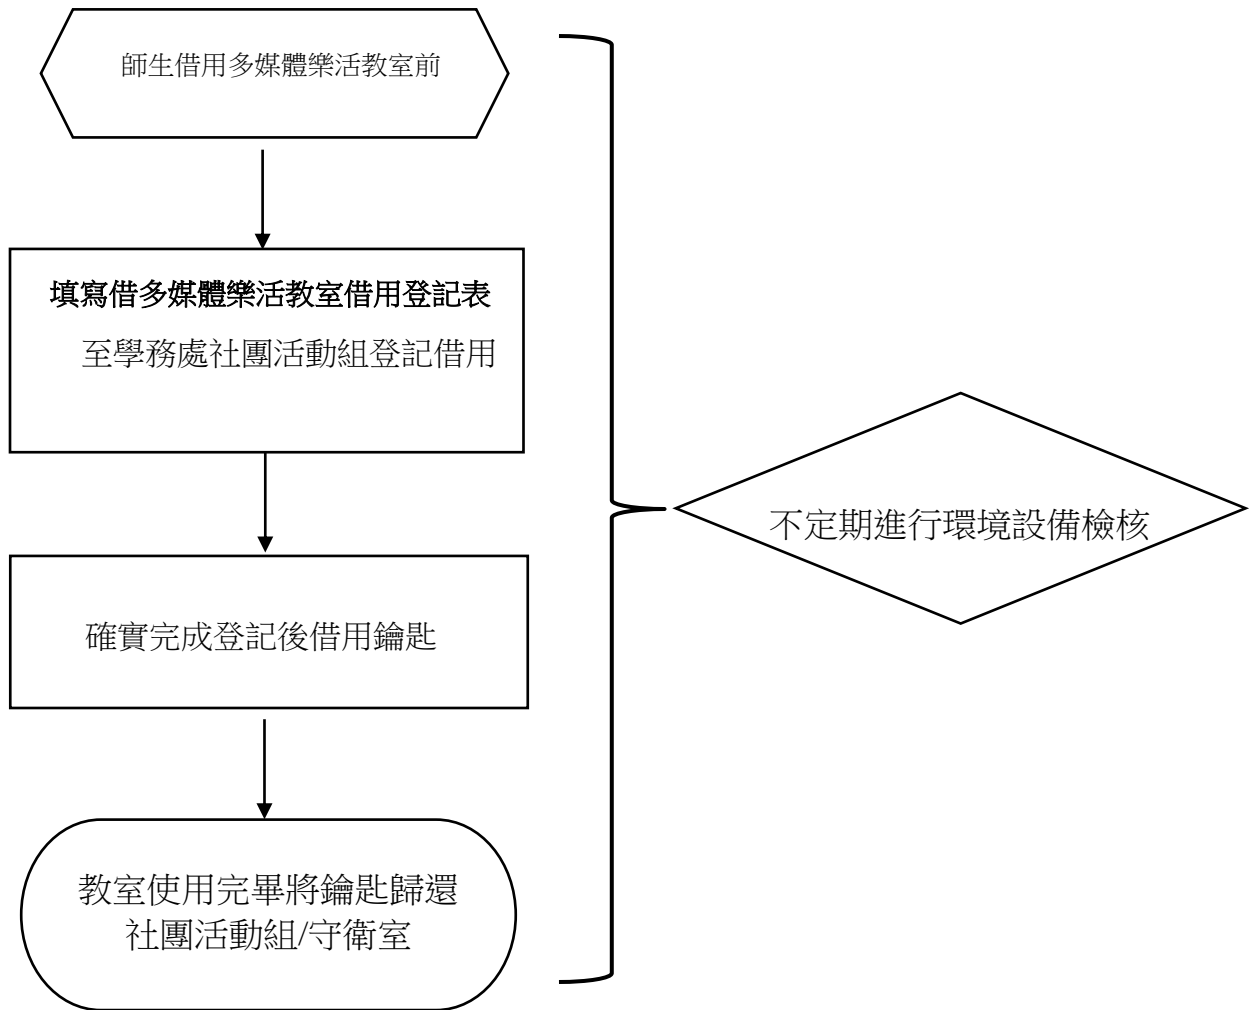 師生借用多媒體樂活教室前
填寫借多媒體樂活教室借用登記表
至學務處社團活動組登記借用
確實完成登記後借用鑰匙
教室使用完畢將鑰匙歸還
社團活動組/守衛室
不定期進行環境設備檢核